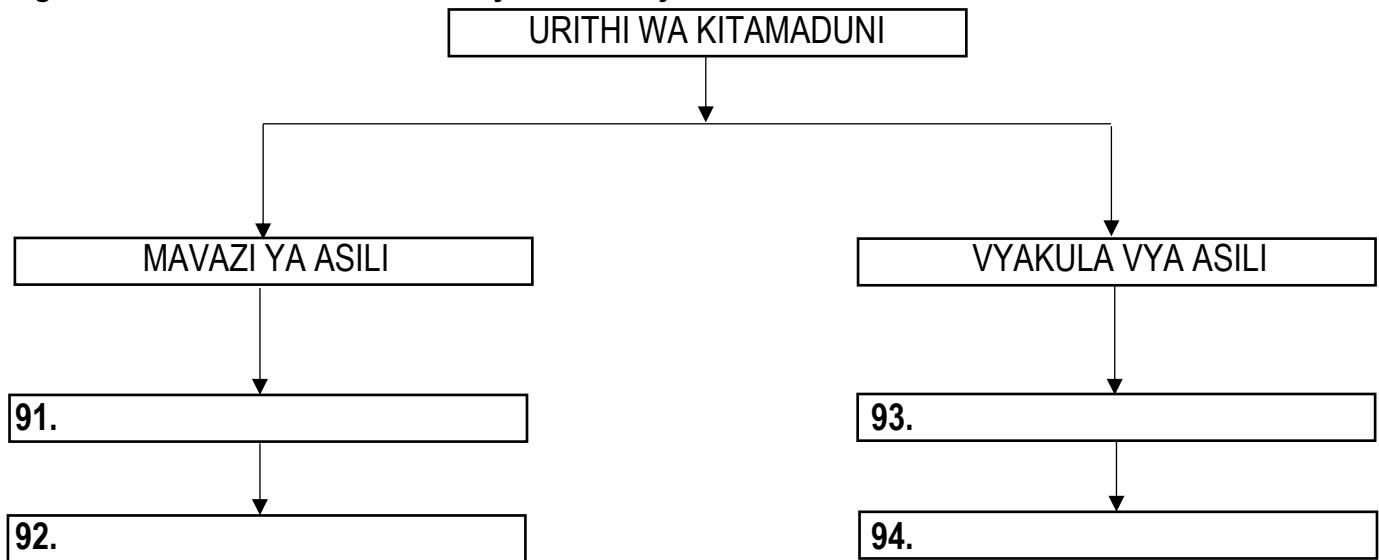 URITHI WA KITAMADUNI
MAVAZI YA ASILI
VYAKULA VYA ASILI
91.
93.
92.
94.